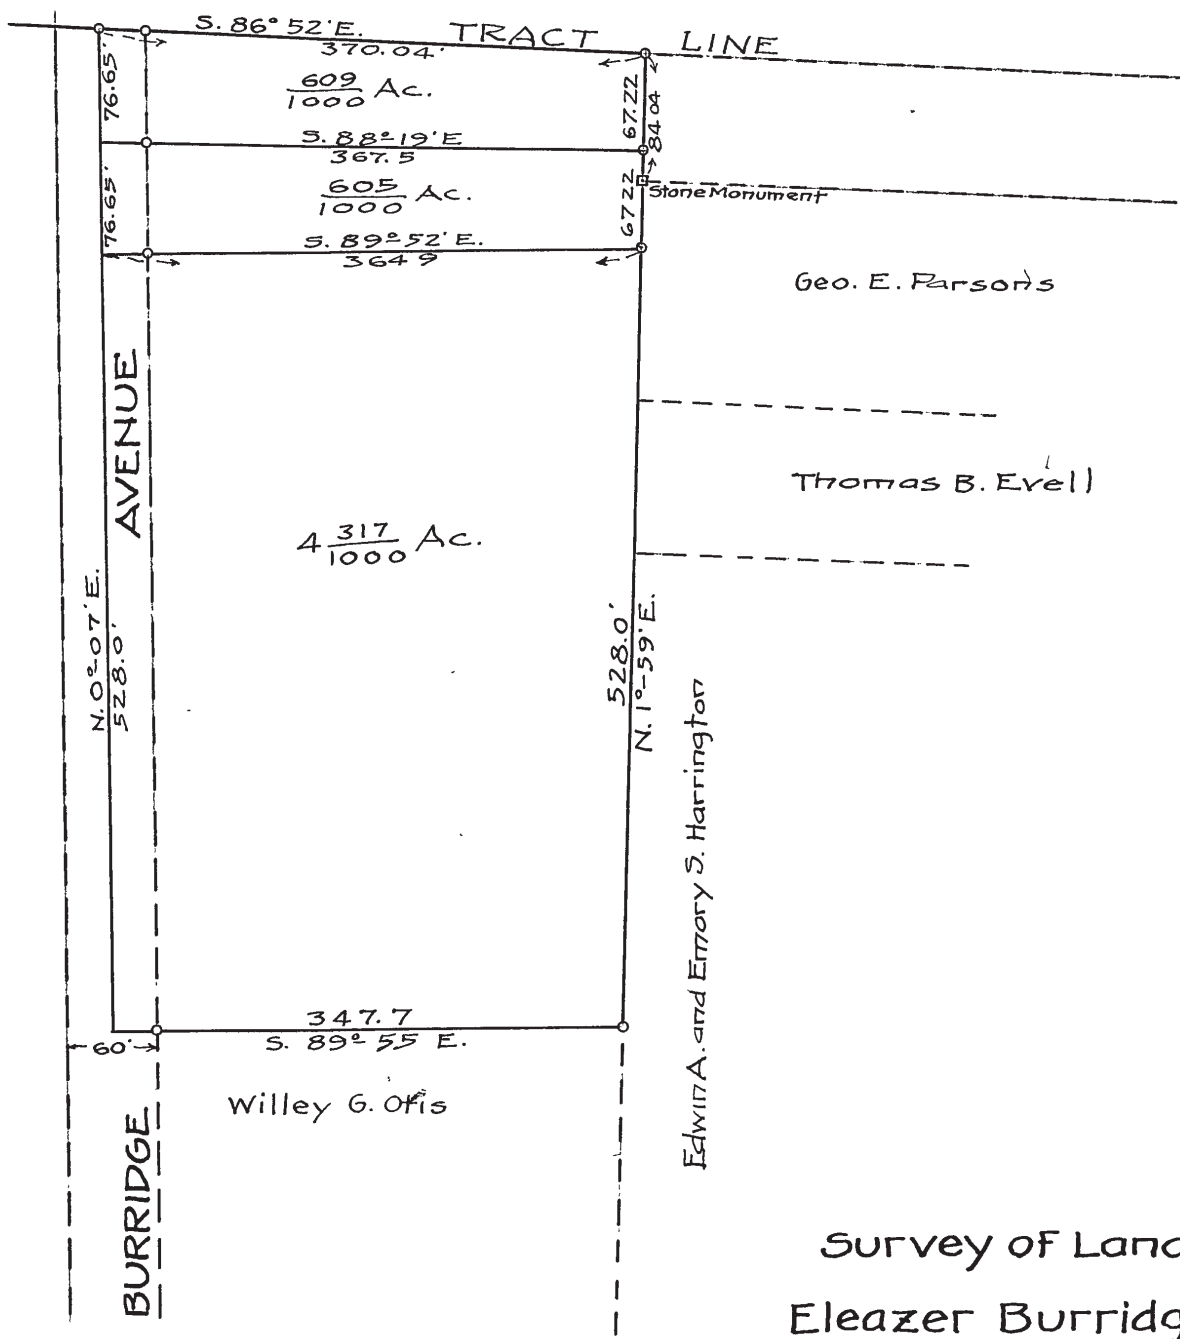 S. 86° 52' E. TRACT LINE
370.04'
76.65'
609/1000 Ac.
67.22
84.04
S. 88°-19' E
367.5
76.65'
605/1000 Ac.
67 22
Stone Monument
S. 89°-52' E.
364 9
Geo. E. Parsons
AVENUE
Thomas B. Evell
4 317/1000 Ac.
N. 0°-07' E.
528.0'
528.0'
N. 1°-59' E.
Edwin A. and Emory S. Harrington
347.7
60'
S. 89°-55 E.
Willey G. Otis
BURRIDGE
Survey of Land
Eleazer Burridg